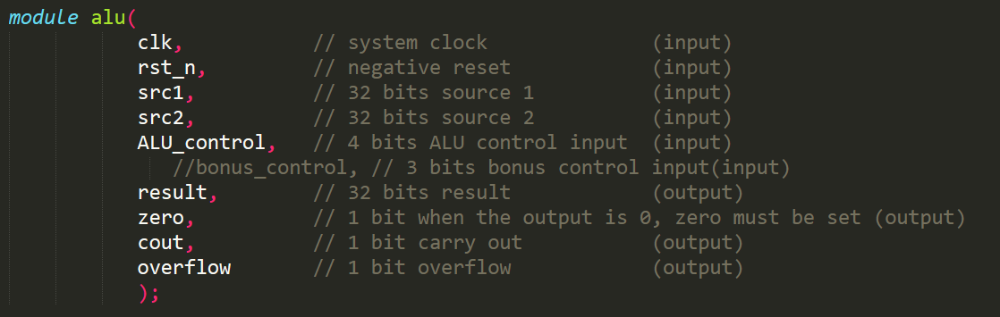 module alu(
clk, // system clock (input)
rst_n, // negative reset (input)
src1, // 32 bits source 1 (input)
src2, // 32 bits source 2 (input)
ALU_control, // 4 bits ALU control input (input)
//bonus_control, // 3 bits bonus control input(input)
result, // 32 bits result (output)
zero, // 1 bit when the output is 0, zero must be set (output)
cout, // 1 bit carry out (output)
overflow // 1 bit overflow (output)
);